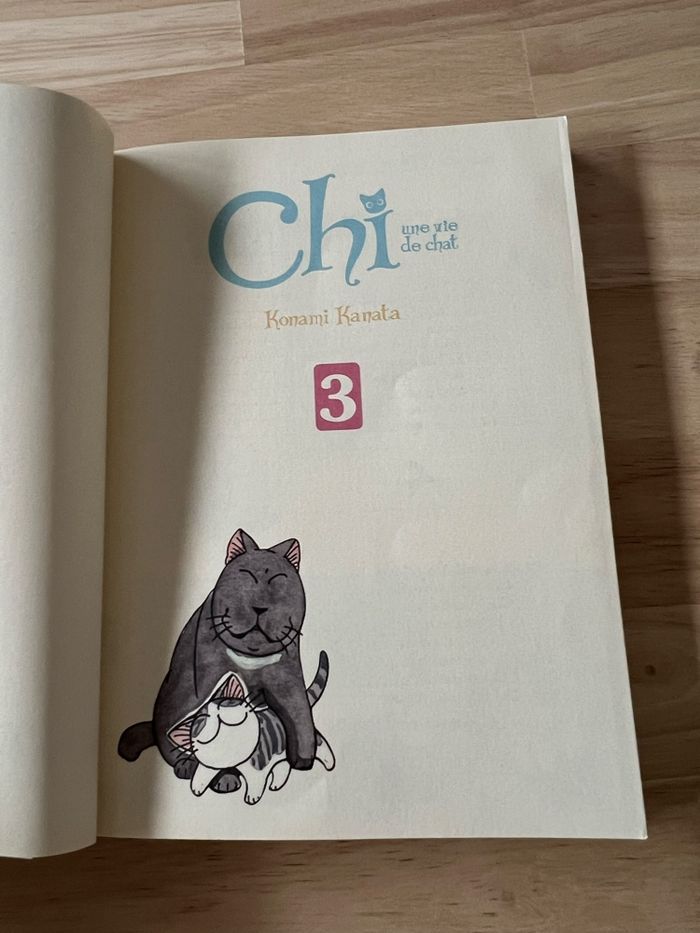 Chi
une vie
de chat
Konami Kanata
3